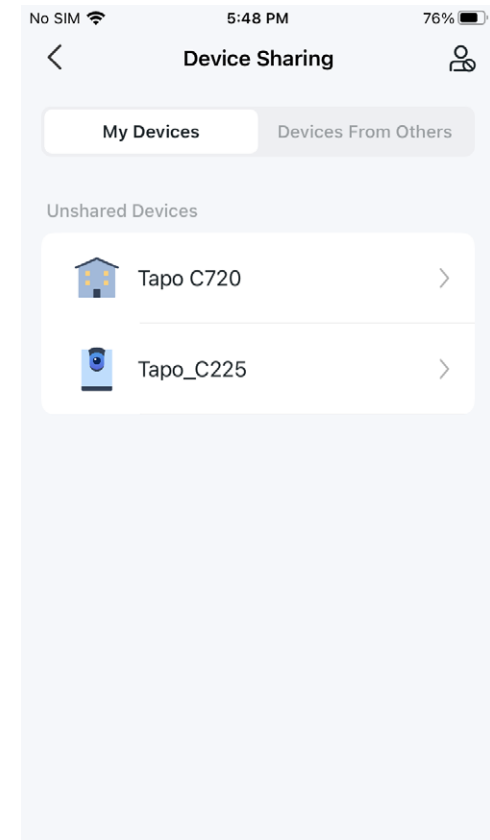 No SIM 5:48 PM 76%
Device Sharing
My Devices Devices From Others
Unshared Devices
Tapo C720
Tapo_C225